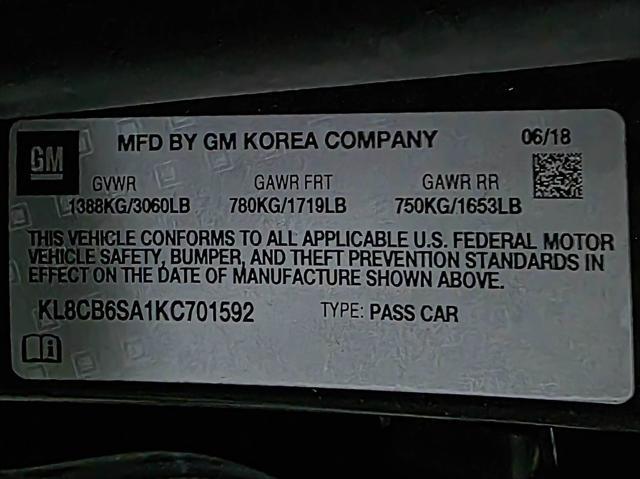 GM
MFD BY GM KOREA COMPANY 06/18
GVWR GAWR FRT GAWR RR
1388KG/3060LB 780KG/1719LB 750KG/1653LB
THIS VEHICLE CONFORMS TO ALL APPLICABLE U.S. FEDERAL MOTOR
VEHICLE SAFETY, BUMPER, AND THEFT PREVENTION STANDARDS IN
EFFECT ON THE DATE OF MANUFACTURE SHOWN ABOVE.
KL8CB6SA1KC701592 TYPE: PASS CAR